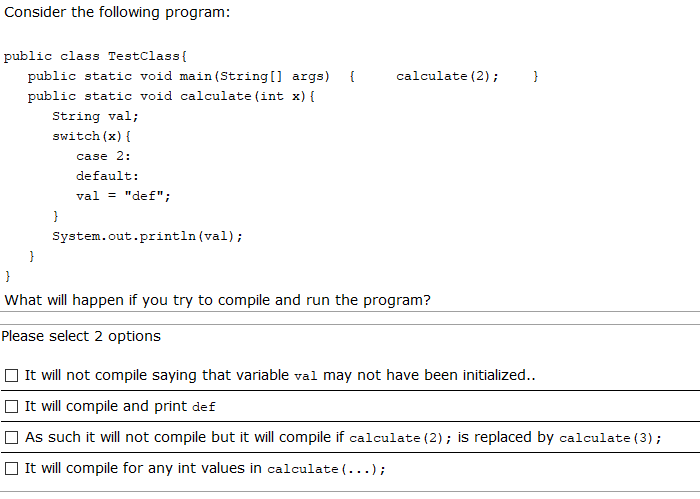 Consider the following program:
public class TestClass{
public static void main(String[] args) { calculate(2); }
public static void calculate(int x){
String val;
switch(x){
case 2:
default:
val = "def";
}
System.out.println(val);
}
}
What will happen if you try to compile and run the program?
Please select 2 options
It will not compile saying that variable val may not have been initialized..
It will compile and print def
As such it will not compile but it will compile if calculate(2); is replaced by calculate(3);
It will compile for any int values in calculate(...);